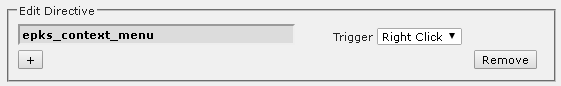 Edit Directive
epks_context_menu Trigger Right Click ▼
+ Remove